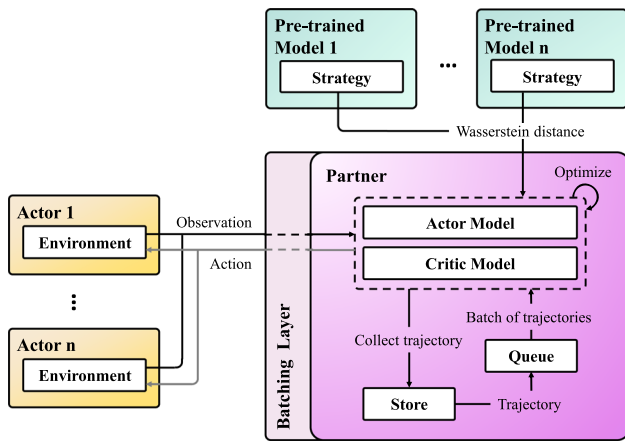 Pre-trained
Model 1
Strategy
...
Pre-trained
Model n
Strategy
Wasserstein distance
Partner
Optimize
Actor 1
Environment
Observation
Action
Actor Model
Critic Model
...
Actor n
Environment
Batching Layer
Collect trajectory
Batch of trajectories
Queue
Store
Trajectory